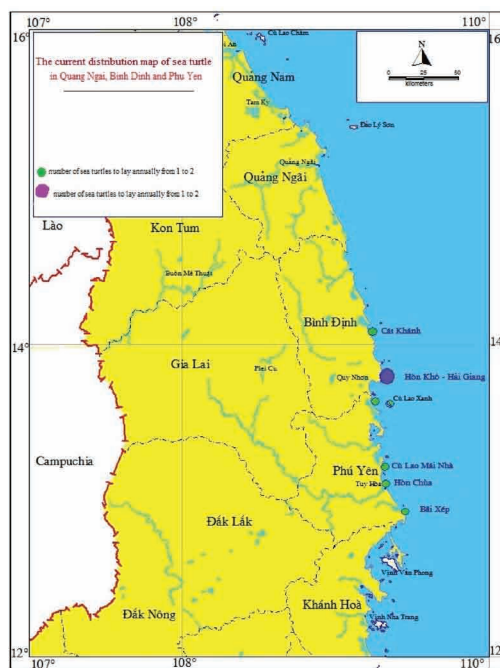 107°
108°
110°
16°
16°
The current distribution map of sea turtle
in Quang Ngai, Binh Dinh and Phu Yen
number of sea turtles to lay annually from 1 to 2
number of sea turtles to lay annually from 1 to 2
N
0 25 50
kilometers
Cù Lao Chàm
Quảng Nam
Tam Kỳ
Đảo Lý Sơn
Quảng Ngãi
Quảng Ngãi
Lào
Kon Tum
Buôn Mê Thuột
Bình Định
Cát Khánh
14°
14
Gia Lai
Plei Cu
Quy Nhơn
Hòn Khô - Hải Giang
Cù Lao Xanh
Campuchia
Phú Yên
Cù Lao Mái Nhà
Tuy Hoà
Hòn Chùa
Bãi Xép
Đắk Lắk
Vịnh Vân Phong
Đắk Nông
Khánh Hoà
Vịnh Nha Trang
12°
12°
107°
108°
110°